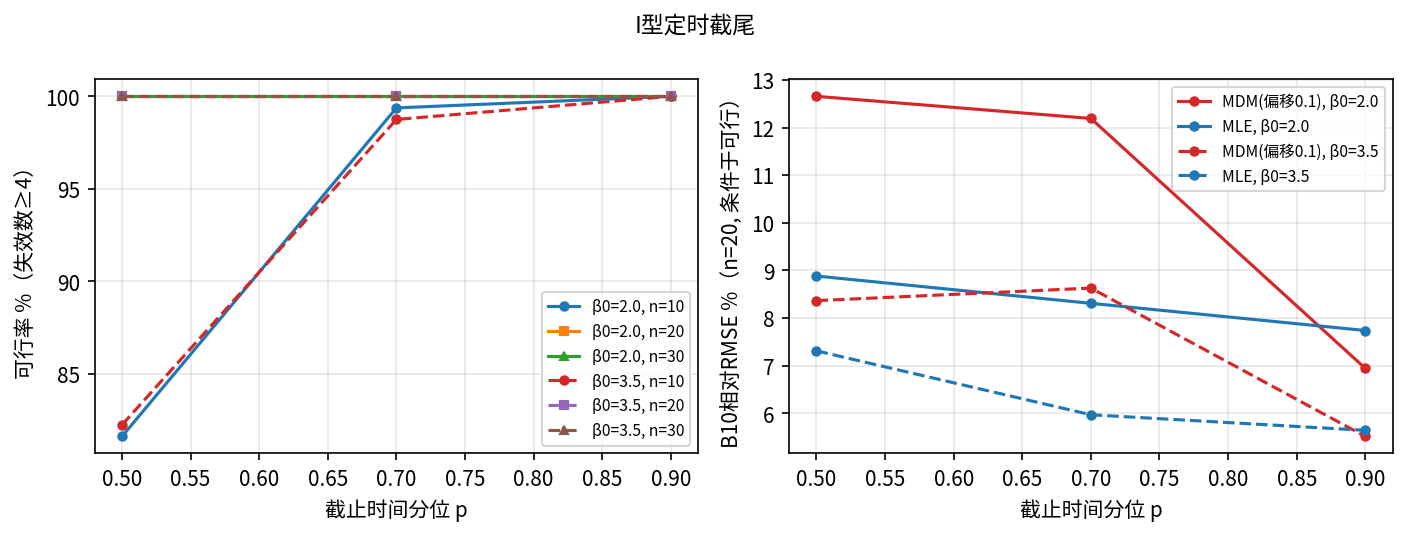 I型定时截尾
可行率 %（失效数≥4）
100
95
90
85
0.50 0.55 0.60 0.65 0.70 0.75 0.80 0.85 0.90
截止时间分位 p
β0=2.0, n=10
β0=2.0, n=20
β0=2.0, n=30
β0=3.5, n=10
β0=3.5, n=20
β0=3.5, n=30
B10相对RMSE %（n=20, 条件于可行）
13
12
11
10
9
8
7
6
0.50 0.55 0.60 0.65 0.70 0.75 0.80 0.85 0.90
截止时间分位 p
MDM(偏移0.1), β0=2.0
MLE, β0=2.0
MDM(偏移0.1), β0=3.5
MLE, β0=3.5